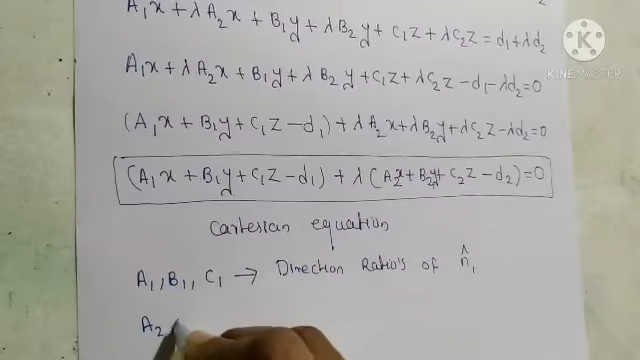 2
A₁x + λA₂x + B₁y + λB₂y + C₁z + λC₂z = d₁ + λd₂
A₁x + λA₂x + B₁y + λB₂y + C₁z + λC₂z - d₁ - λd₂ = 0
(A₁x + B₁y + C₁z - d₁) + λA₂x + λB₂y + λC₂z - λd₂ = 0
(A₁x + B₁y + C₁z - d₁) + λ(A₂x + B₂y + C₂z - d₂) = 0
Cartesian equation
A₁, B₁, C₁ → Direction Ratio's of n̂₁
A₂
KINEMASTER